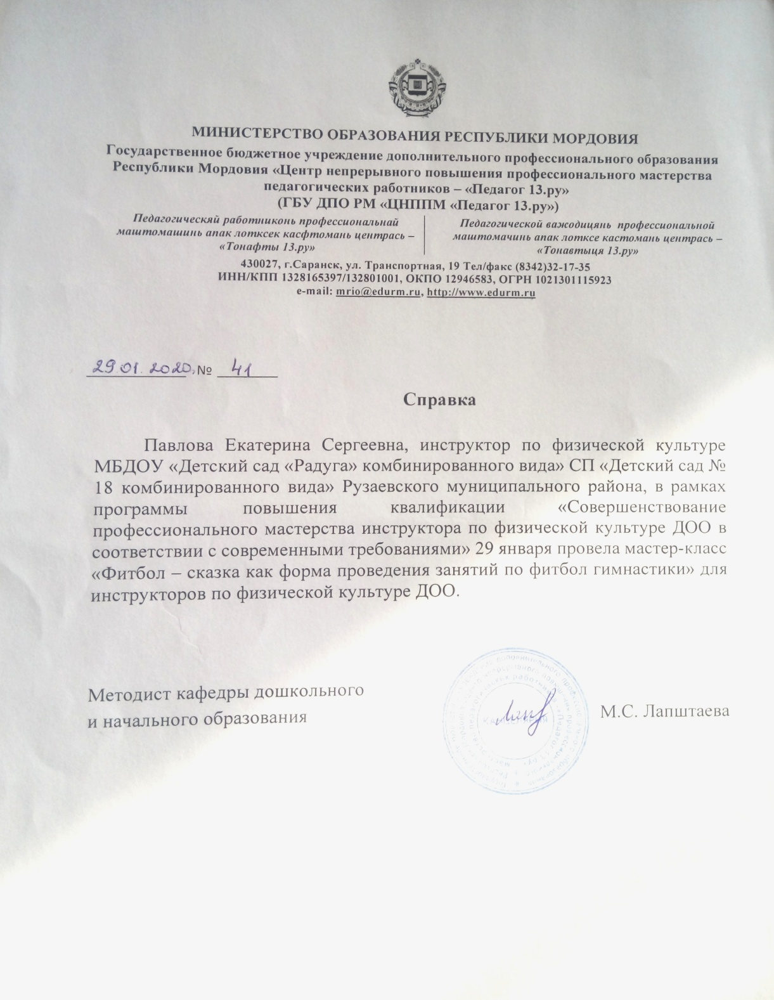 МИНИСТЕРСТВО ОБРАЗОВАНИЯ РЕСПУБЛИКИ МОРДОВИЯ
Государственное бюджетное учреждение дополнительного профессионального образования
Республики Мордовия «Центр непрерывного повышения профессионального мастерства
педагогических работников – «Педагог 13.ру»
(ГБУ ДПО РМ «ЦНППМ «Педагог 13.ру»)
Педагогическяй работниконь профессиональнай
маштомашинь апак лотксек касфтомань центрась –
«Тонафты 13.ру»
Педагогической важодицянь профессиональной
маштомачинь апак лотксе кастомань центрась –
«Тонавтыця 13.ру»
430027, г.Саранск, ул. Транспортная, 19 Тел/факс (8342)32-17-35
ИНН/КПП 1328165397/132801001, ОКПО 12946583, ОГРН 1021301115923
e-mail: mrio@edurm.ru, http://www.edurm.ru
29.01.2020, № 41
Справка
Павлова Екатерина Сергеевна, инструктор по физической культуре
МБДОУ «Детский сад «Радуга» комбинированного вида» СП «Детский сад №
18 комбинированного вида» Рузаевского муниципального района, в рамках
программы повышения квалификации «Совершенствование
профессионального мастерства инструктора по физической культуре ДОО в
соответствии с современными требованиями» 29 января провела мастер-класс
«Фитбол – сказка как форма проведения занятий по фитбол гимнастики» для
инструкторов по физической культуре ДОО.
Методист кафедры дошкольного
и начального образования
М.С. Лапштаева